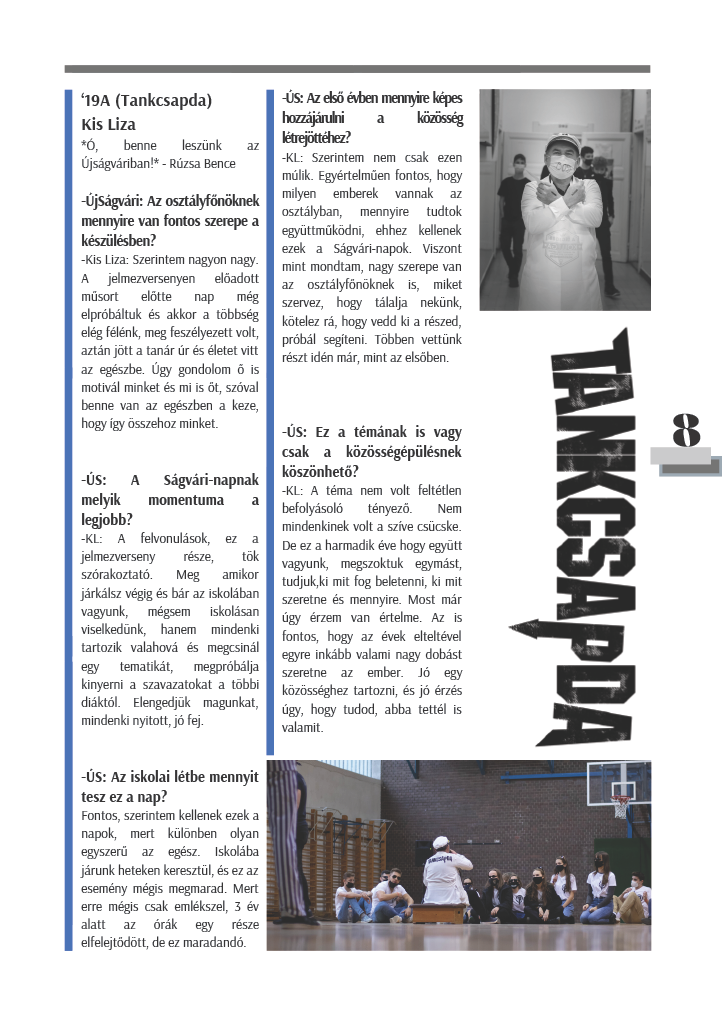 ‘19A (Tankcsapda)
Kis Liza
*Ó, benne leszünk az
Újságváriban!* - Rúzsa Bence
-ÚjSágvári: Az osztályfőnöknek
mennyire van fontos szerepe a
készülésben?
-Kis Liza: Szerintem nagyon nagy.
A jelmezversenyen előadott
műsort előtte nap még
elpróbáltuk és akkor a többség
elég félénk, meg feszélyezett volt,
aztán jött a tanár úr és életet vitt
az egészbe. Úgy gondolom ő is
motivál minket és mi is őt, szóval
benne van az egészben a keze,
hogy így összehoz minket.
-ÚS: A Ságvári-napnak
melyik momentuma a
legjobb?
-KL: A felvonulások, ez a
jelmezverseny része, tök
szórakoztató. Meg amikor
járkálsz végig és bár az iskolában
vagyunk, mégsem iskolásan
viselkedünk, hanem mindenki
tartozik valahová és megcsinál
egy tematikát, megpróbálja
kinyerni a szavazatokat a többi
diáktól. Elengedjük magunkat,
mindenki nyitott, jó fej.
-ÚS: Az iskolai létbe mennyit
tesz ez a nap?
Fontos, szerintem kellenek ezek a
napok, mert különben olyan
egyszerű az egész. Iskolába
járunk heteken keresztül, és ez az
esemény mégis megmarad. Mert
erre mégis csak emlékszel, 3 év
alatt az órák egy része
elfelejtődött, de ez maradandó.
-ÚS: Az első évben mennyire képes
hozzájárulni a közösség
létrejöttéhez?
-KL: Szerintem nem csak ezen
múlik. Egyértelműen fontos, hogy
milyen emberek vannak az
osztályban, mennyire tudtok
együttműködni, ehhez kellenek
ezek a Ságvári-napok. Viszont
mint mondtam, nagy szerepe van
az osztályfőnöknek is, miket
szervez, hogy tálalja nekünk,
kötelez rá, hogy vedd ki a részed,
próbál segíteni. Többen vettünk
részt idén már, mint az elsőben.
-ÚS: Ez a témának is vagy
csak a közösségépülésnek
köszönhető?
-KL: A téma nem volt feltétlen
befolyásoló tényező. Nem
mindenkinek volt a szíve csücske.
De ez a harmadik éve hogy együtt
vagyunk, megszoktuk egymást,
tudjuk,ki mit fog beletenni, ki mit
szeretne és mennyire. Most már
úgy érzem van értelme. Az is
fontos, hogy az évek elteltével
egyre inkább valami nagy dobást
szeretne az ember. Jó egy
közösséghez tartozni, és jó érzés
úgy, hogy tudod, abba tettél is
valamit.
TANKCSAPDA
8
TANKCSAPDA